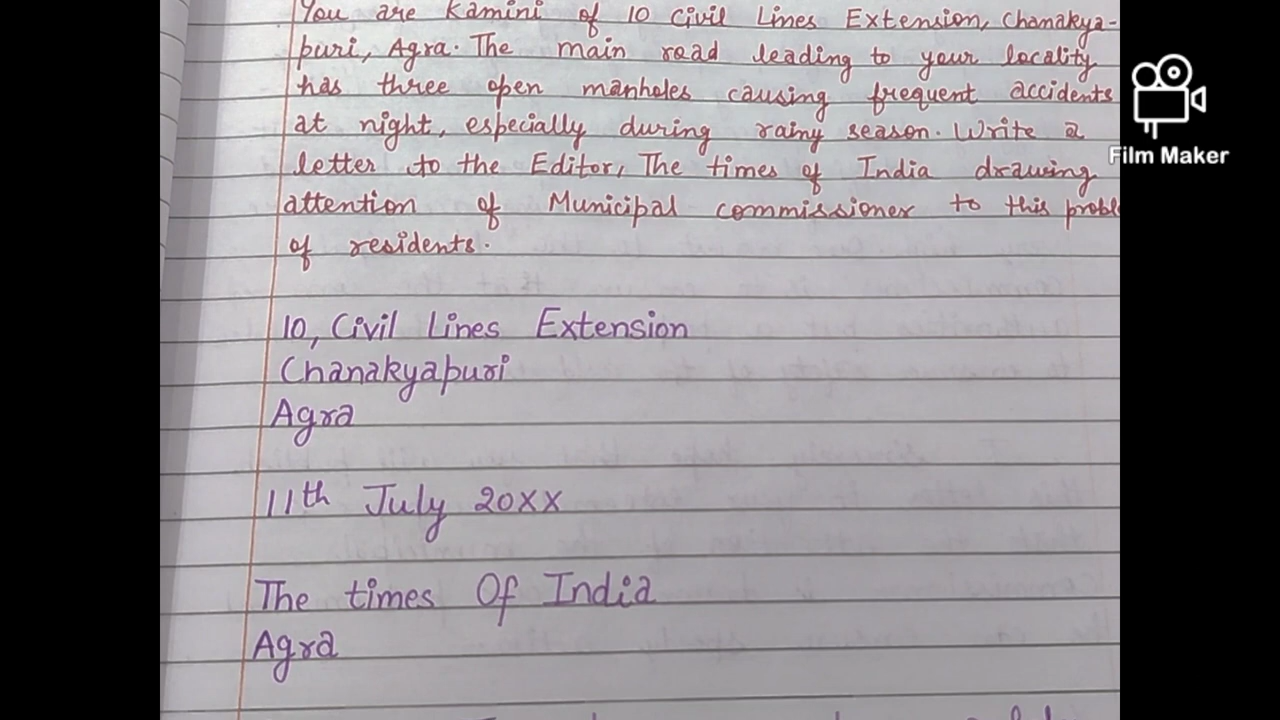 You are Kamini of 10 Civil Lines Extension, Chanakya-
puri, Agra. The main road leading to your locality
has three open manholes causing frequent accidents
at night, especially during rainy season. Write a
letter to the Editor, The times of India drawing
attention of Municipal commissioner to this probl
of residents.
10, Civil Lines Extension
Chanakyapuri
Agra
11th July 20XX
The times Of India
Agra
Film Maker